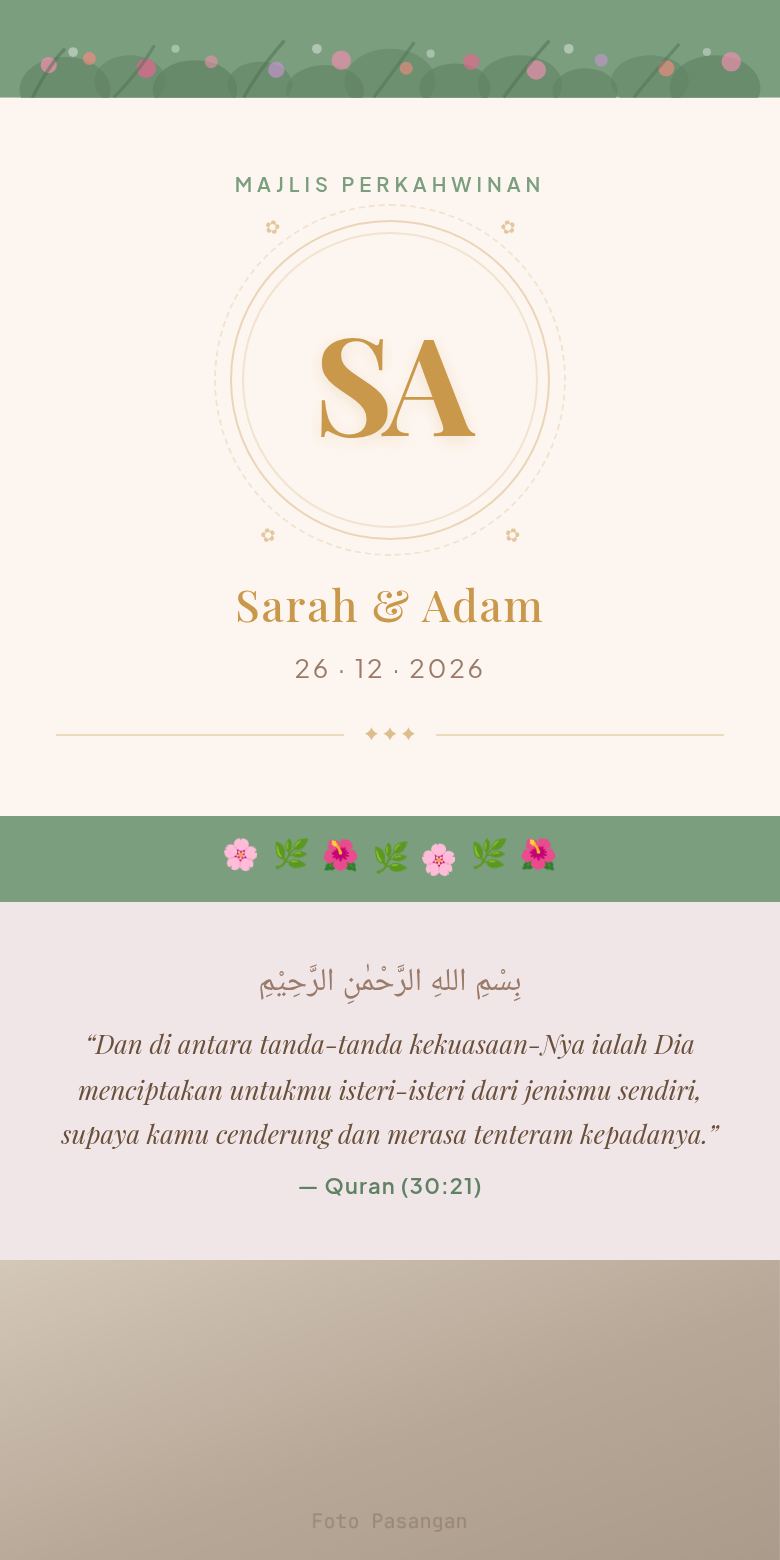 MAJLIS PERKAHWINAN
SA
Sarah & Adam
26 · 12 · 2026
بِسْمِ اللهِ الرَّحْمٰنِ الرَّحِيْمِ
“Dan di antara tanda-tanda kekuasaan-Nya ialah Dia
menciptakan untukmu isteri-isteri dari jenismu sendiri,
supaya kamu cenderung dan merasa tenteram kepadanya.”
— Quran (30:21)
Foto Pasangan